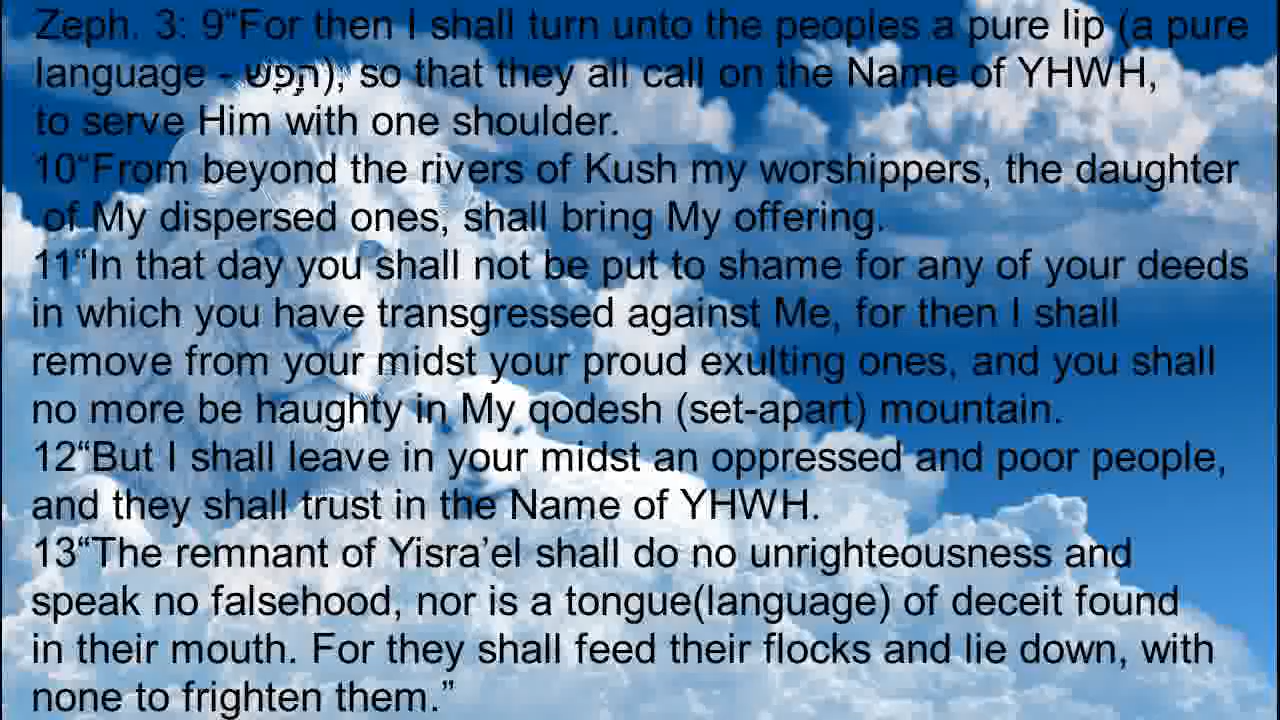 Zeph. 3: 9“For then I shall turn unto the peoples a pure lip (a pure
language - שָׂפָה), so that they all call on the Name of YHWH,
to serve Him with one shoulder.
10“From beyond the rivers of Kush my worshippers, the daughter
of My dispersed ones, shall bring My offering.
11“In that day you shall not be put to shame for any of your deeds
in which you have transgressed against Me, for then I shall
remove from your midst your proud exulting ones, and you shall
no more be haughty in My qodesh (set-apart) mountain.
12“But I shall leave in your midst an oppressed and poor people,
and they shall trust in the Name of YHWH.
13“The remnant of Yisra’el shall do no unrighteousness and
speak no falsehood, nor is a tongue(language) of deceit found
in their mouth. For they shall feed their flocks and lie down, with
none to frighten them.”